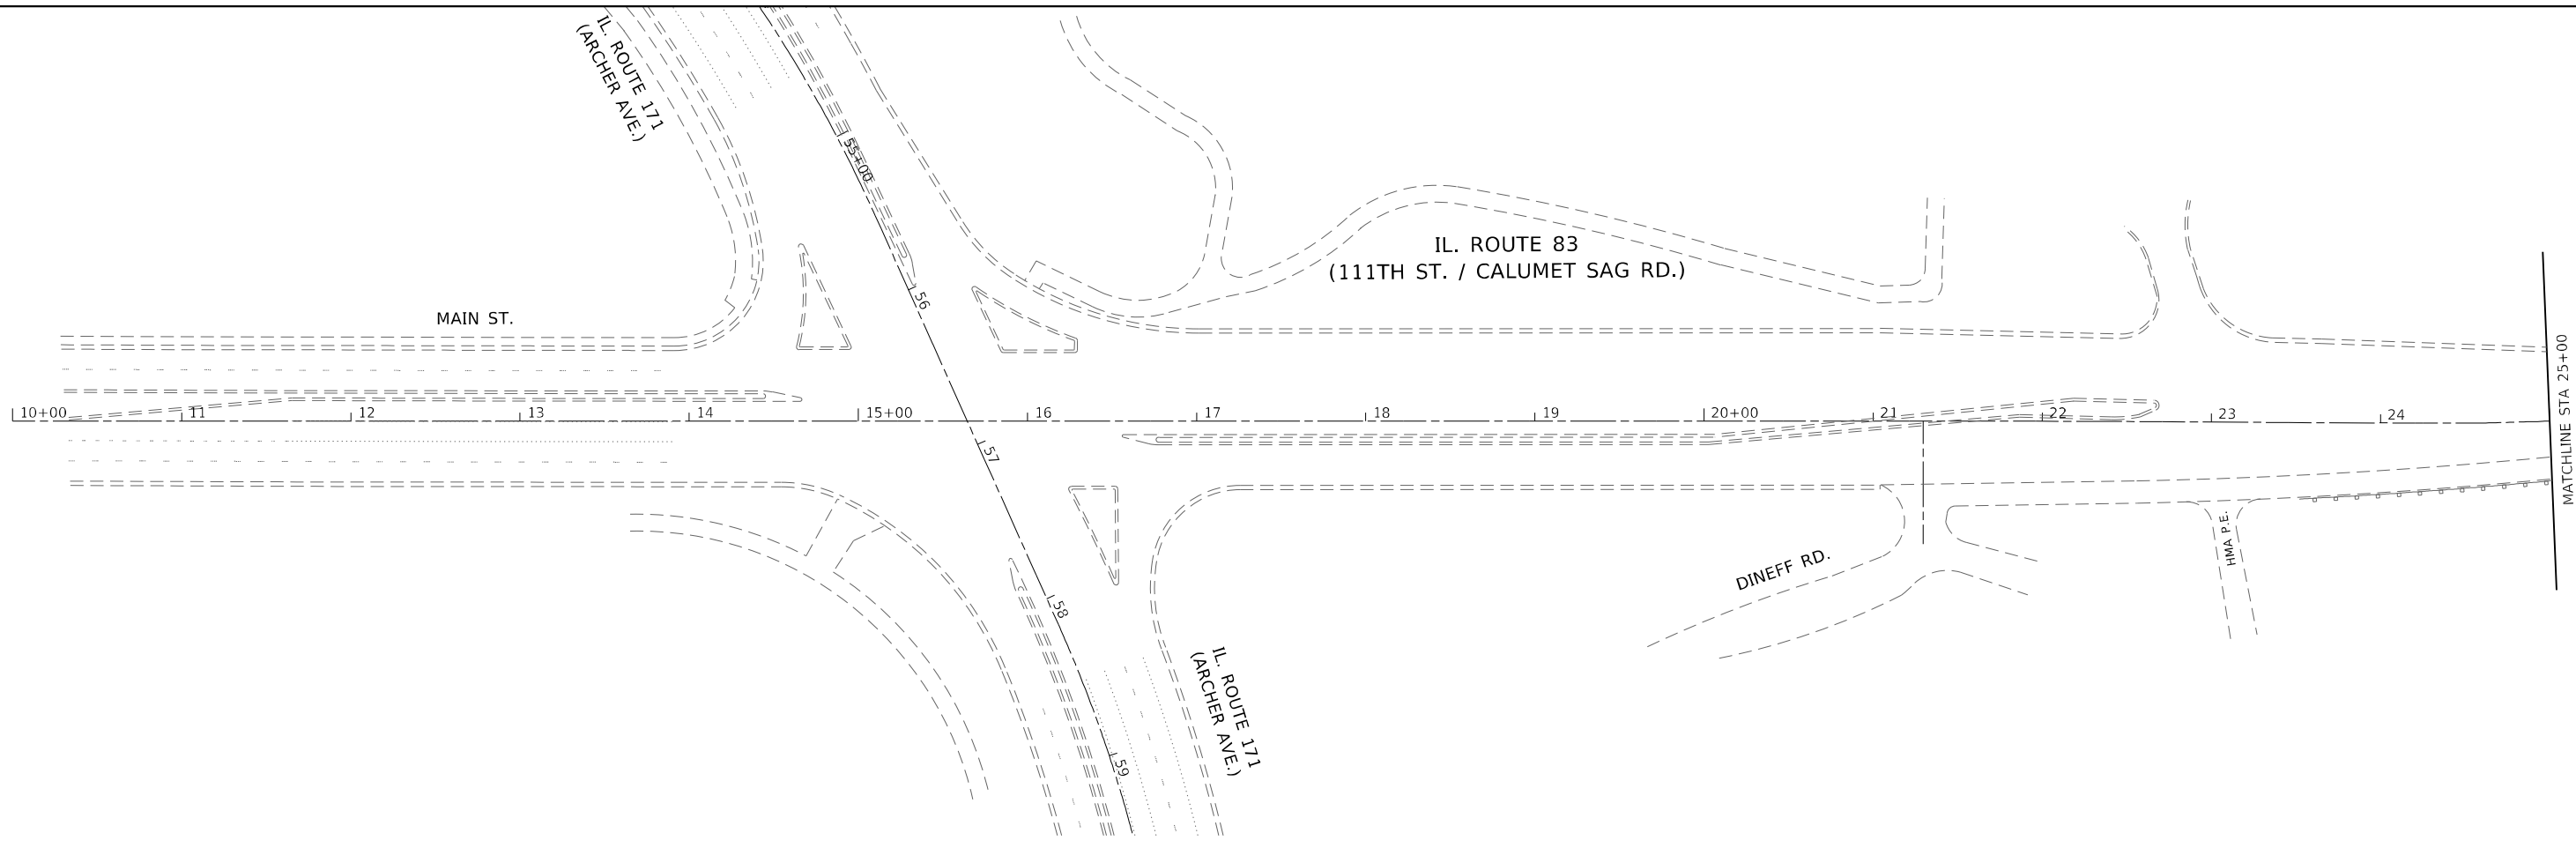 IL. ROUTE 171
(ARCHER AVE.)
55+00
56
57
58
59
IL. ROUTE 83
(111TH ST. / CALUMET SAG RD.)
MAIN ST.
10+00
11
12
13
14
15+00
16
17
18
19
20+00
21
22
23
24
MATCHLINE STA 25+00
DINEFF RD.
HMA P.E.
IL. ROUTE 171
(ARCHER AVE.)